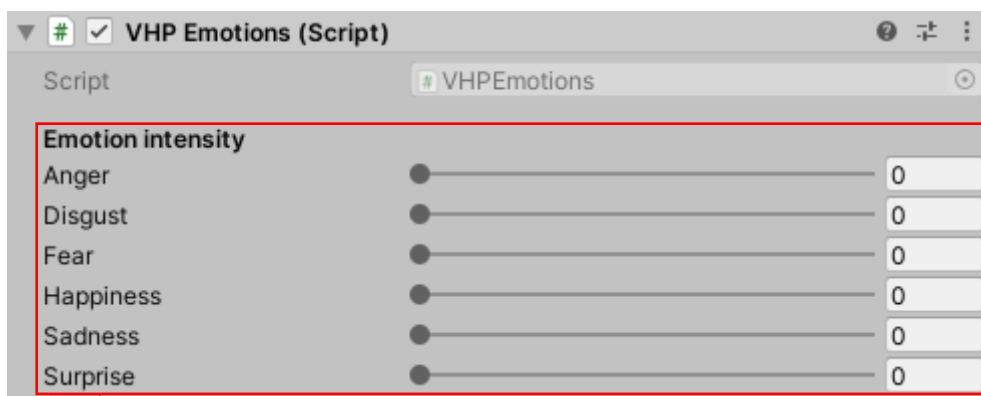 VHP Emotions (Script)
Script # VHPEmotions
Emotion intensity
Anger 0
Disgust 0
Fear 0
Happiness 0
Sadness 0
Surprise 0